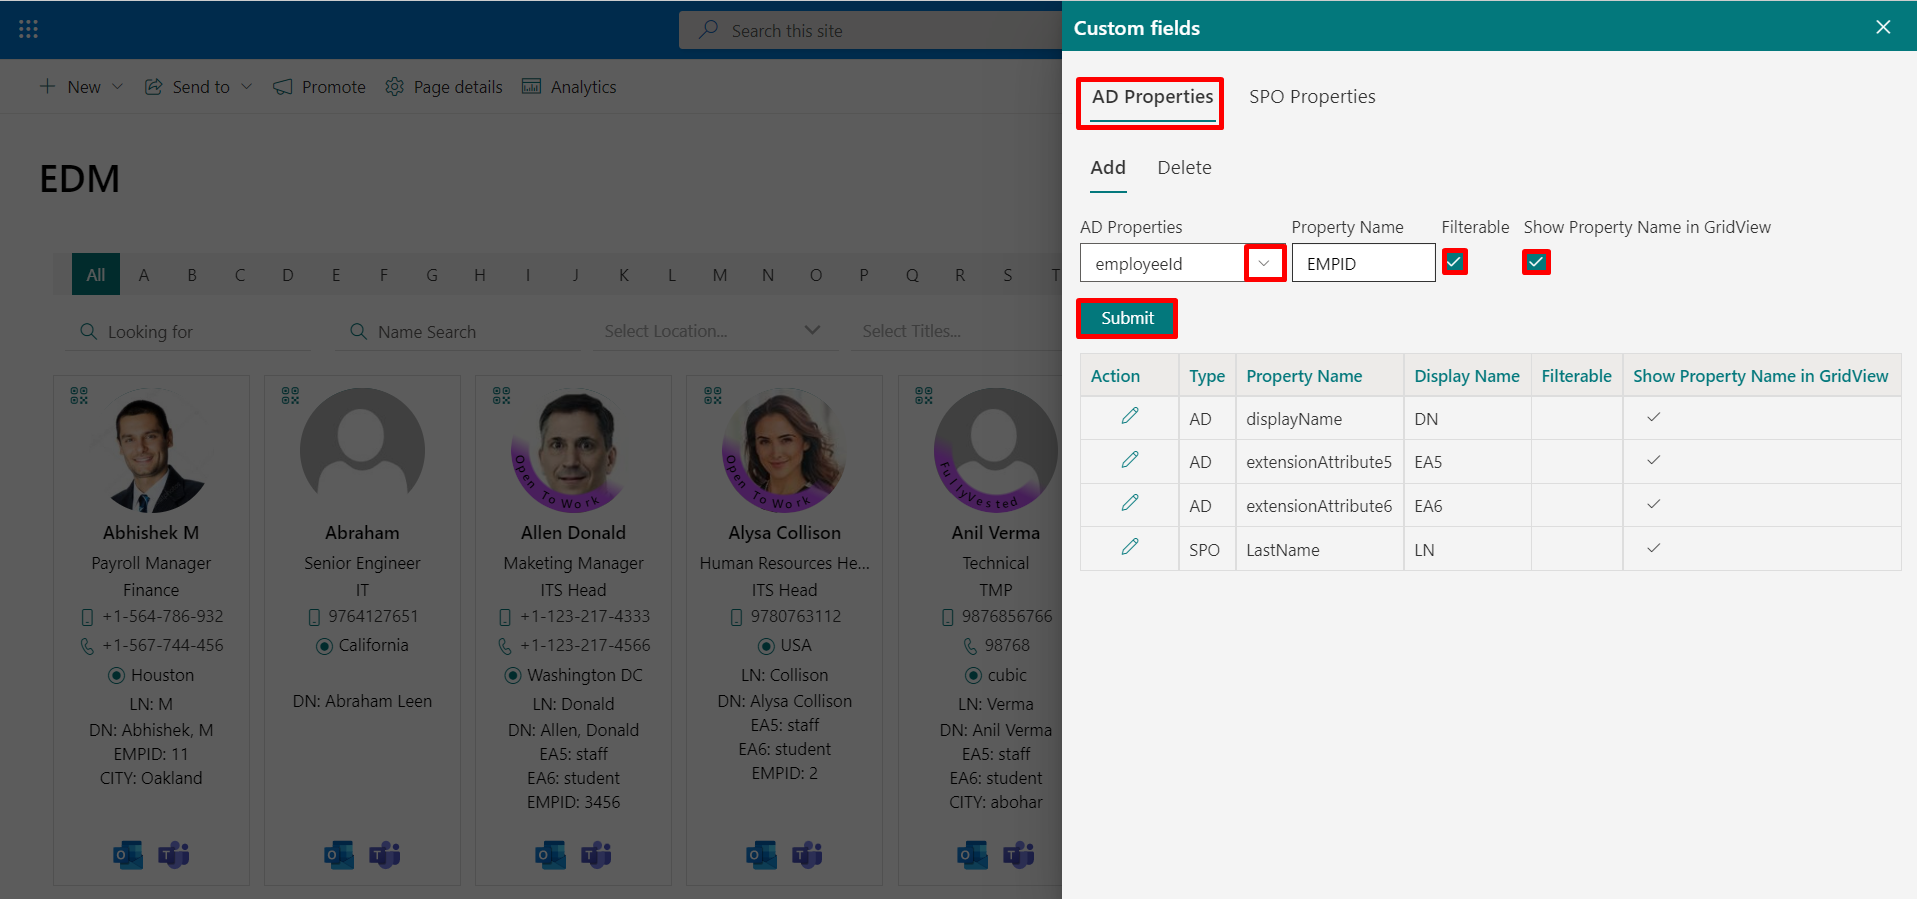 Search this site
Custom fields
New
Send to
Promote
Page details
Analytics
AD Properties
SPO Properties
EDM
Add
Delete
AD Properties
Property Name
Filterable
Show Property Name in GridView
employeeId
EMPID
Submit
All A B C D E F G H I J K L M N O P Q R S T
Looking for
Name Search
Select Location...
Select Titles...
Action Type Property Name Display Name Filterable Show Property Name in GridView
AD displayName DN
AD extensionAttribute5 EA5
AD extensionAttribute6 EA6
SPO LastName LN
Abhishek M
Payroll Manager
Finance
+1-564-786-932
+1-567-744-456
Houston
LN: M
DN: Abhishek, M
EMPID: 11
CITY: Oakland
Abraham
Senior Engineer
IT
9764127651
California
DN: Abraham Leen
Open To Work
Allen Donald
Maketing Manager
ITS Head
+1-123-217-4333
+1-123-217-4566
Washington DC
LN: Donald
DN: Allen, Donald
EA5: staff
EA6: student
EMPID: 3456
Open To Work
Alysa Collison
Human Resources He...
ITS Head
9780763112
USA
LN: Collison
DN: Alysa Collison
EA5: staff
EA6: student
EMPID: 2
FullyVested
Anil Verma
Technical
TMP
9876856766
98768
cubic
LN: Verma
DN: Anil Verma
EA5: staff
EA6: student
CITY: abohar